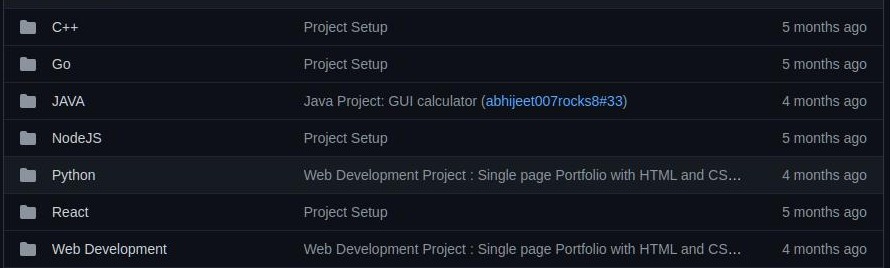 C++ Project Setup 5 months ago
Go Project Setup 5 months ago
JAVA Java Project: GUI calculator (abhijeet007rocks8#33) 4 months ago
NodeJS Project Setup 5 months ago
Python Web Development Project : Single page Portfolio with HTML and CS... 4 months ago
React Project Setup 5 months ago
Web Development Web Development Project : Single page Portfolio with HTML and CS... 4 months ago